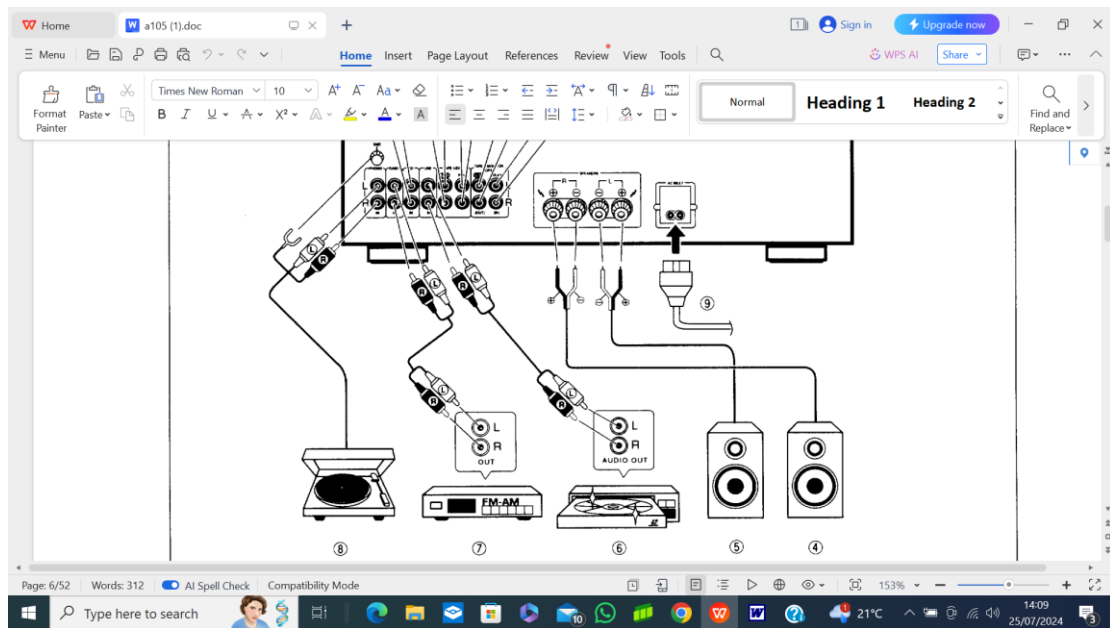 Home
a105 (1).doc
Sign in
Upgrade now
Menu
Home Insert Page Layout References Review View Tools
WPS AI
Share
Format Painter
Paste
Times New Roman 10
Normal
Heading 1
Heading 2
Find and Replace
L
R
R
L
L
R
L
R
L
R
⑨
L
R
L
R
L
R
OUT
L
R
AUDIO OUT
FM-AM
⑧ ⑦ ⑥ ⑤ ④
Page: 6/52 Words: 312 AI Spell Check Compatibility Mode
153%
Type here to search
10
21°C
14:09
25/07/2024
3